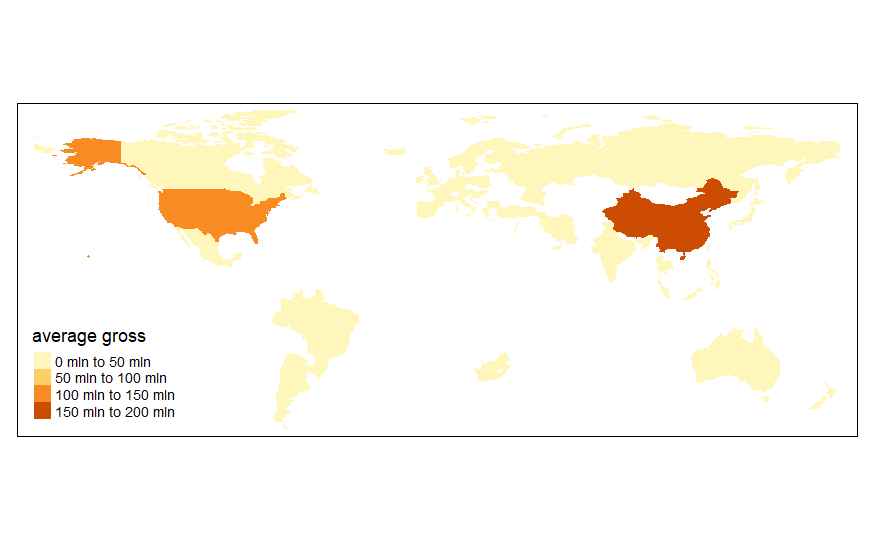 average gross
0 mln to 50 mln
50 mln to 100 mln
100 mln to 150 mln
150 mln to 200 mln